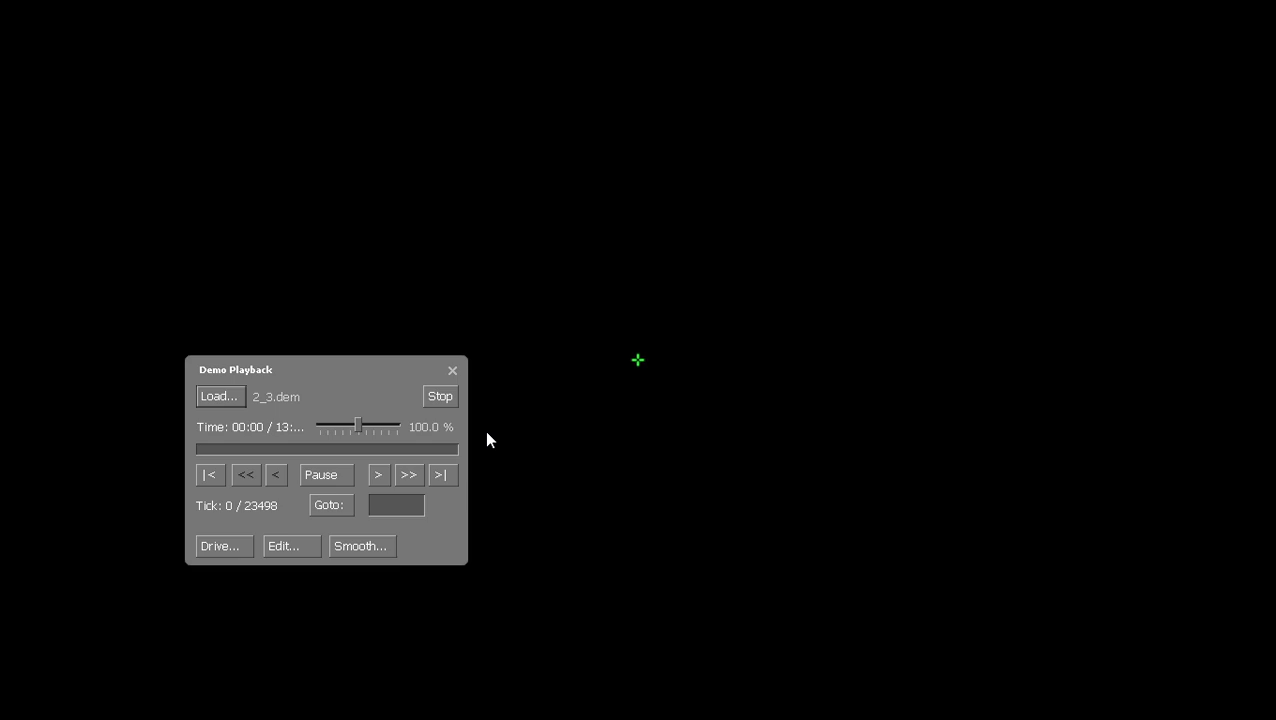 Demo Playback
Load... 2_3.dem Stop
Time: 00:00 / 13:... 100.0 %
|< << < Pause > >> >|
Tick: 0 / 23498 Goto:
Drive... Edit... Smooth...